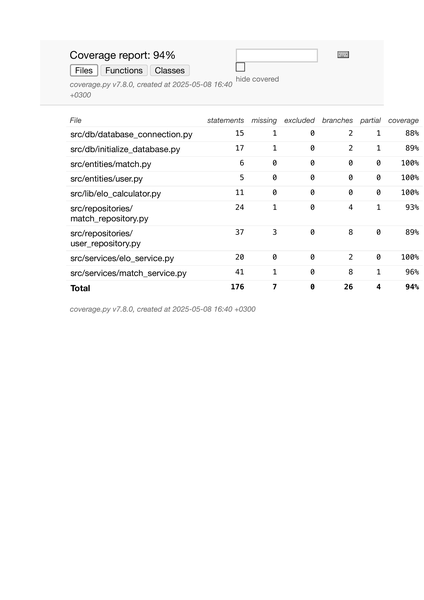 Coverage report: 94%
Files Functions Classes
hide covered
coverage.py v7.8.0, created at 2025-05-08 16:40
+0300
File statements missing excluded branches partial coverage
src/db/database_connection.py 15 1 0 2 1 88%
src/db/initialize_database.py 17 1 0 2 1 89%
src/entities/match.py 6 0 0 0 0 100%
src/entities/user.py 5 0 0 0 0 100%
src/lib/elo_calculator.py 11 0 0 0 0 100%
src/repositories/
match_repository.py 24 1 0 4 1 93%
src/repositories/
user_repository.py 37 3 0 8 0 89%
src/services/elo_service.py 20 0 0 2 0 100%
src/services/match_service.py 41 1 0 8 1 96%
Total 176 7 0 26 4 94%
coverage.py v7.8.0, created at 2025-05-08 16:40 +0300